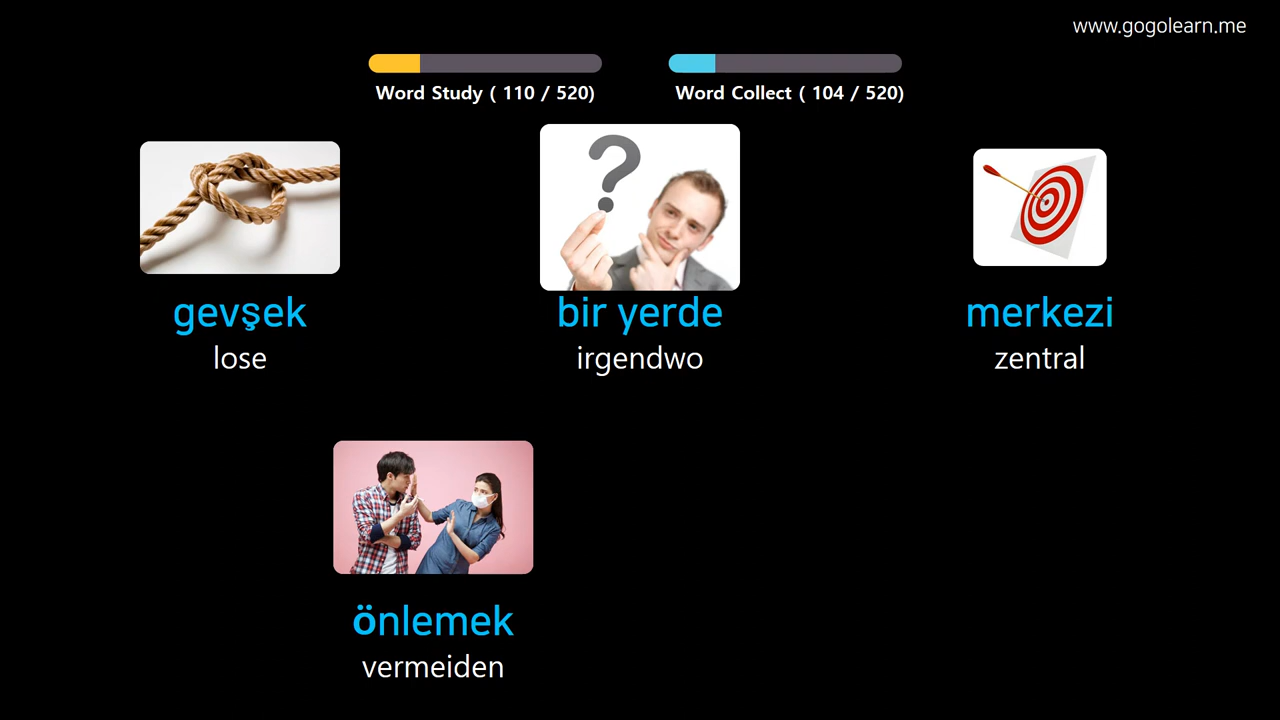 www.gogolearn.me
Word Study ( 110 / 520)
Word Collect ( 104 / 520)
gevşek
lose
bir yerde
irgendwo
merkezi
zentral
önlemek
vermeiden